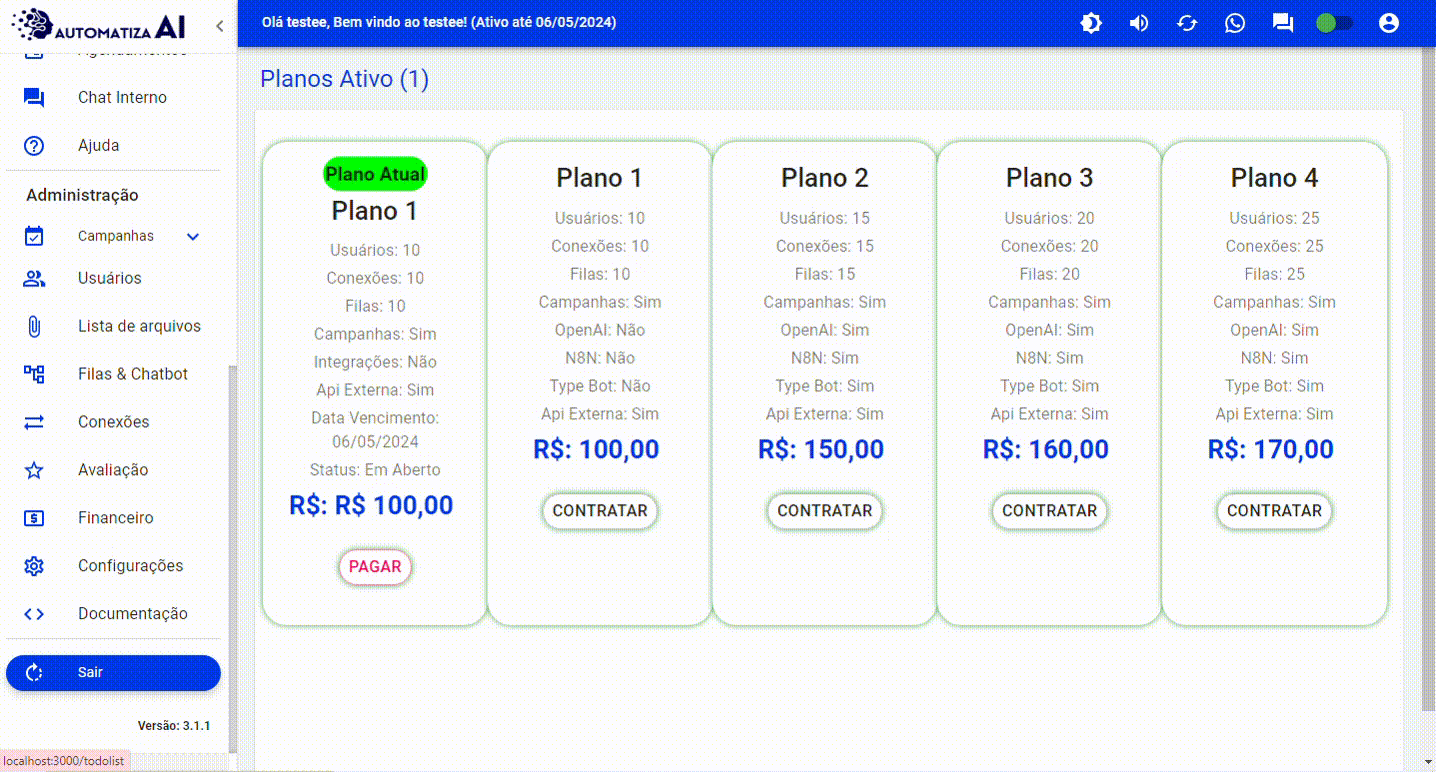 AUTOMATIZA AI
Olá testee, Bem vindo ao testee! (Ativo até 06/05/2024)
Agendamentos
Chat Interno
Ajuda
Administração
Campanhas
Usuários
Lista de arquivos
Filas & Chatbot
Conexões
Avaliação
Financeiro
Configurações
Documentação
Sair
Versão: 3.1.1
localhost:3000/todolist
Planos Ativo (1)
Plano Atual
Plano 1
Usuários: 10
Conexões: 10
Filas: 10
Campanhas: Sim
Integrações: Não
Api Externa: Sim
Data Vencimento:
06/05/2024
Status: Em Aberto
R$: R$ 100,00
PAGAR
Plano 1
Usuários: 10
Conexões: 10
Filas: 10
Campanhas: Sim
OpenAI: Não
N8N: Não
Type Bot: Não
Api Externa: Sim
R$: 100,00
CONTRATAR
Plano 2
Usuários: 15
Conexões: 15
Filas: 15
Campanhas: Sim
OpenAI: Sim
N8N: Sim
Type Bot: Sim
Api Externa: Sim
R$: 150,00
CONTRATAR
Plano 3
Usuários: 20
Conexões: 20
Filas: 20
Campanhas: Sim
OpenAI: Sim
N8N: Sim
Type Bot: Sim
Api Externa: Sim
R$: 160,00
CONTRATAR
Plano 4
Usuários: 25
Conexões: 25
Filas: 25
Campanhas: Sim
OpenAI: Sim
N8N: Sim
Type Bot: Sim
Api Externa: Sim
R$: 170,00
CONTRATAR